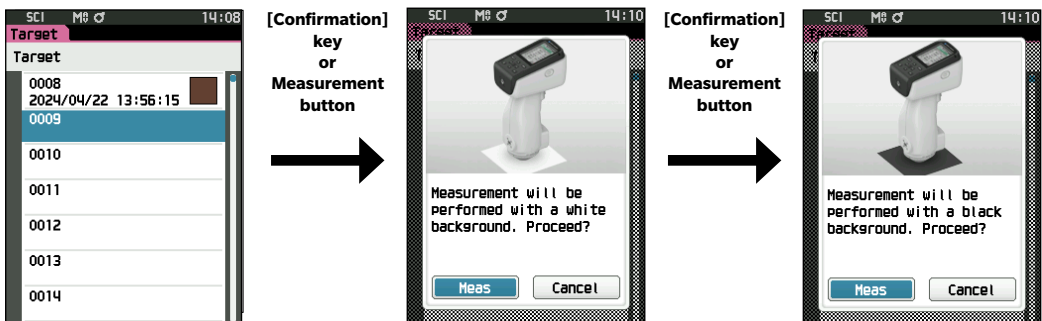 SCI M ♂ 14:08
Target
Target
0008
2024/04/22 13:56:15
0009
0010
0011
0012
0013
0014
[Confirmation]
key
or
Measurement
button
SCI M ♂ 14:10
Target
Measurement will be
performed with a white
background. Proceed?
Meas Cancel
[Confirmation]
key
or
Measurement
button
SCI M ♂ 14:10
Target
Measurement will be
performed with a black
background. Proceed?
Meas Cancel